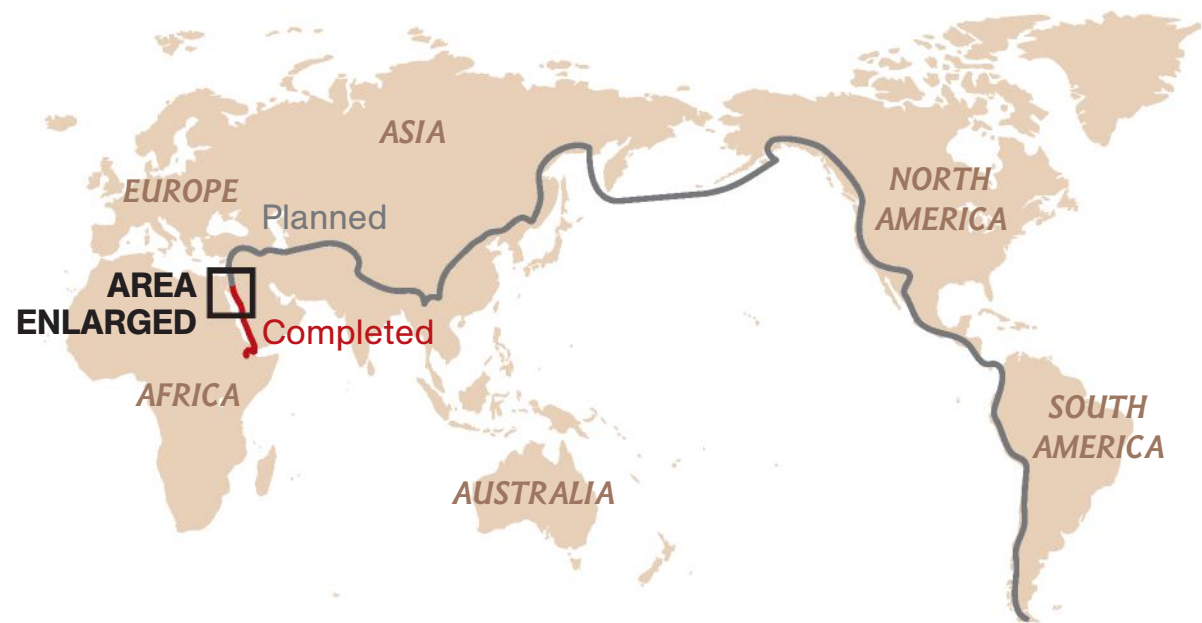 ASIA
EUROPE
NORTH
AMERICA
Planned
AREA
ENLARGED
Completed
AFRICA
SOUTH
AMERICA
AUSTRALIA